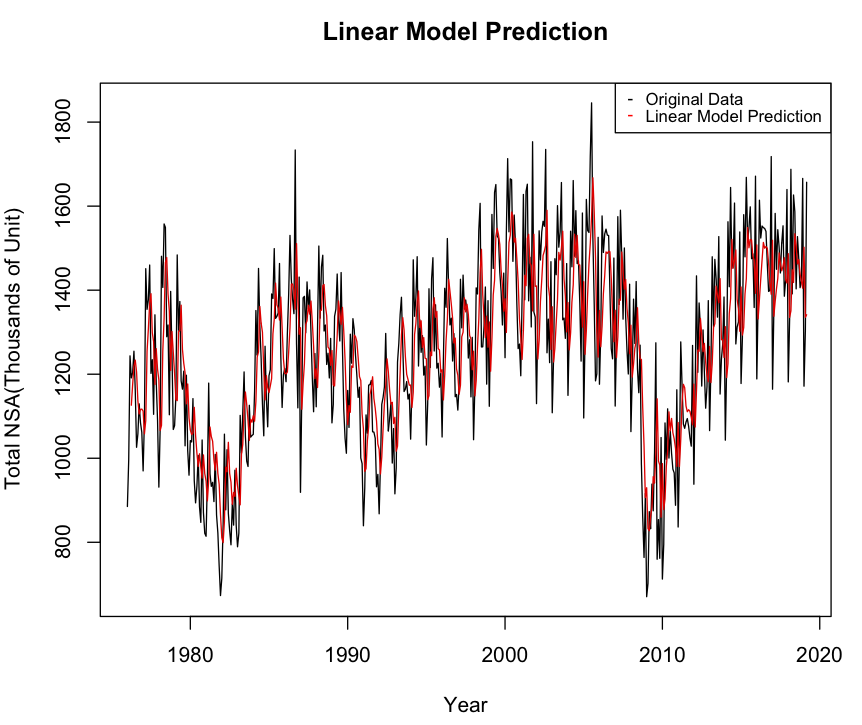 Linear Model Prediction
Original Data
Linear Model Prediction
Total NSA(Thousands of Unit)
1800
1600
1400
1200
1000
800
1980 1990 2000 2010 2020
Year